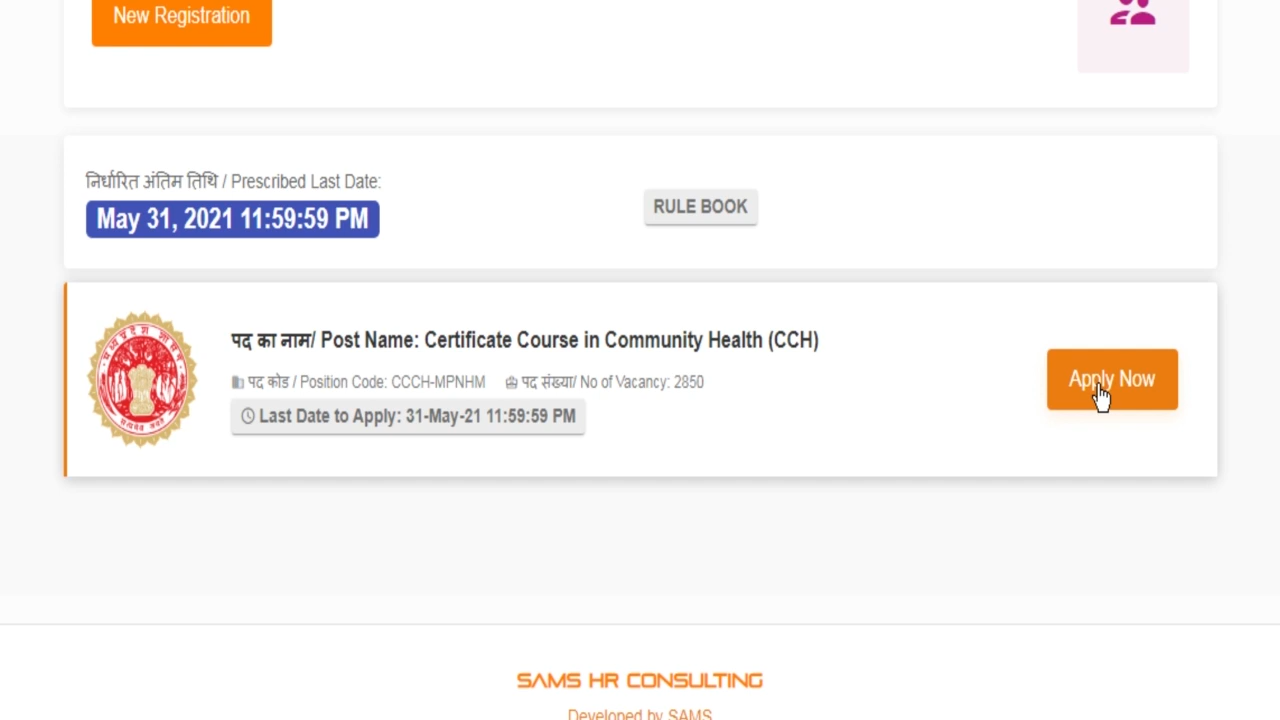 New Registration
निर्धारित अंतिम तिथि / Prescribed Last Date:
May 31, 2021 11:59:59 PM
RULE BOOK
पद का नाम/ Post Name: Certificate Course in Community Health (CCH)
पद कोड / Position Code: CCCH-MPNHM पद संख्या/ No of Vacancy: 2850
Last Date to Apply: 31-May-21 11:59:59 PM
Apply Now
SAMS HR CONSULTING
Developed by SAMS